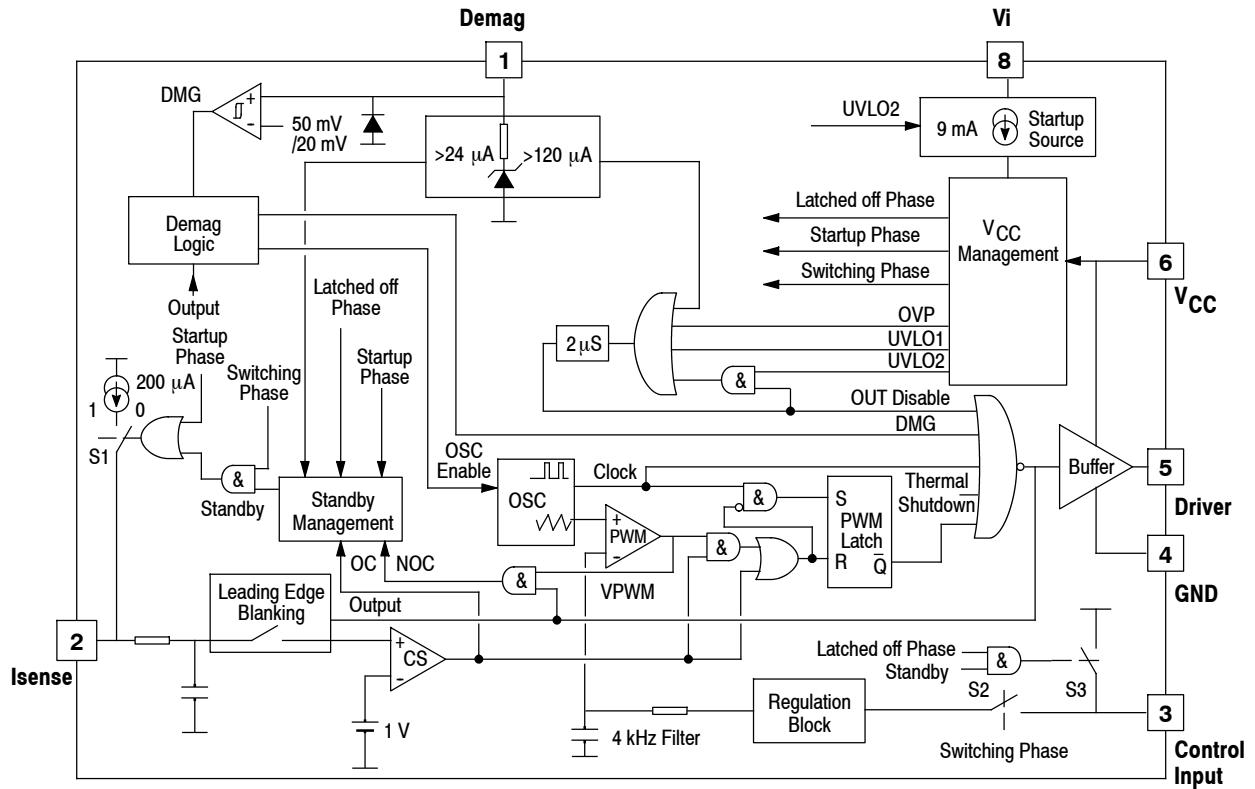 Demag
Vi
1
8
DMG
+
−
50 mV
/20 mV
>24 μA
>120 μA
UVLO2
9 mA
Startup
Source
Demag
Logic
Latched off Phase
Startup Phase
Switching Phase
VCC
Management
6
VCC
Output
Latched off
Phase
Startup
Phase
Switching
Phase
Startup
Phase
200 μA
1
0
S1
2 μS
OVP
UVLO1
UVLO2
&
OUT Disable
DMG
OSC
Enable
Clock
OSC
&
&
Standby
Standby
Management
+
PWM
−
&
S
PWM
Latch
R
Q̅
Thermal
Shutdown
Buffer
5
Driver
4
GND
OC
NOC
&
VPWM
Leading Edge
Blanking
Output
2
Isense
+
CS
−
1 V
4 kHz Filter
Regulation
Block
Latched off Phase
Standby
&
S2
S3
Switching Phase
3
Control
Input